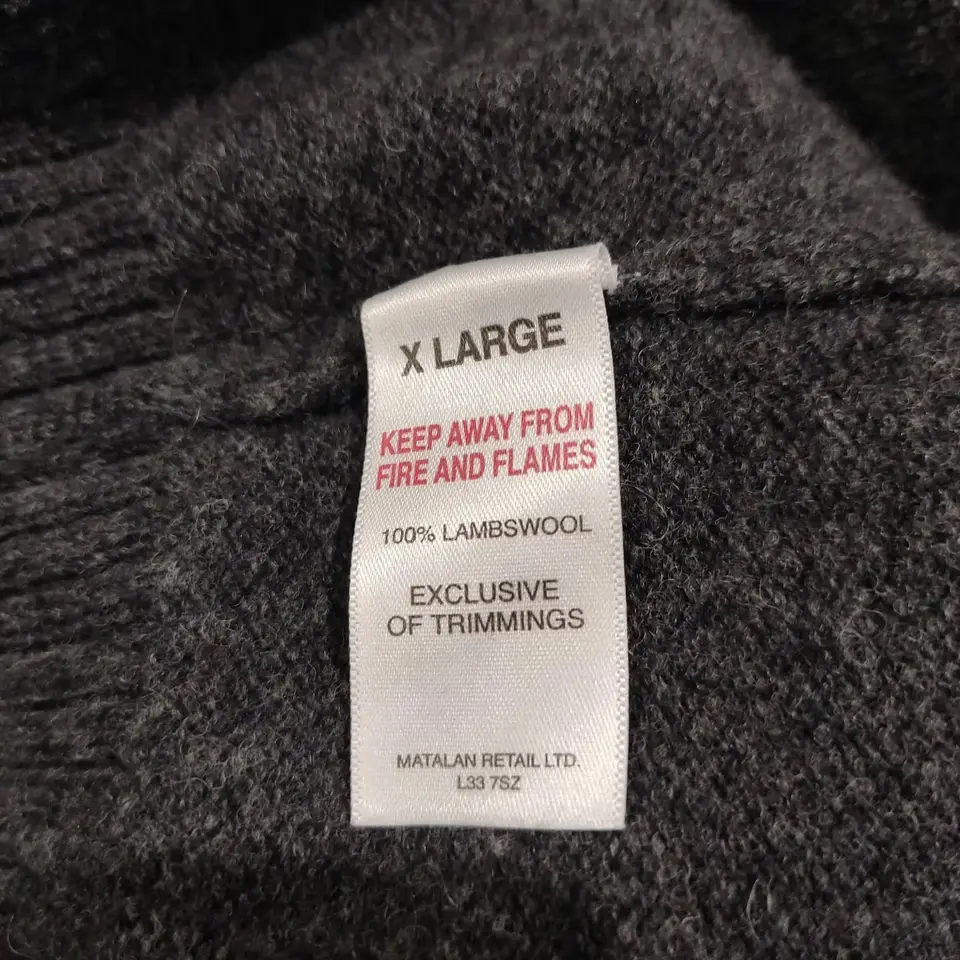 X LARGE
KEEP AWAY FROM
FIRE AND FLAMES
100% LAMBSWOOL
EXCLUSIVE
OF TRIMMINGS
MATALAN RETAIL LTD.
L33 7SZ